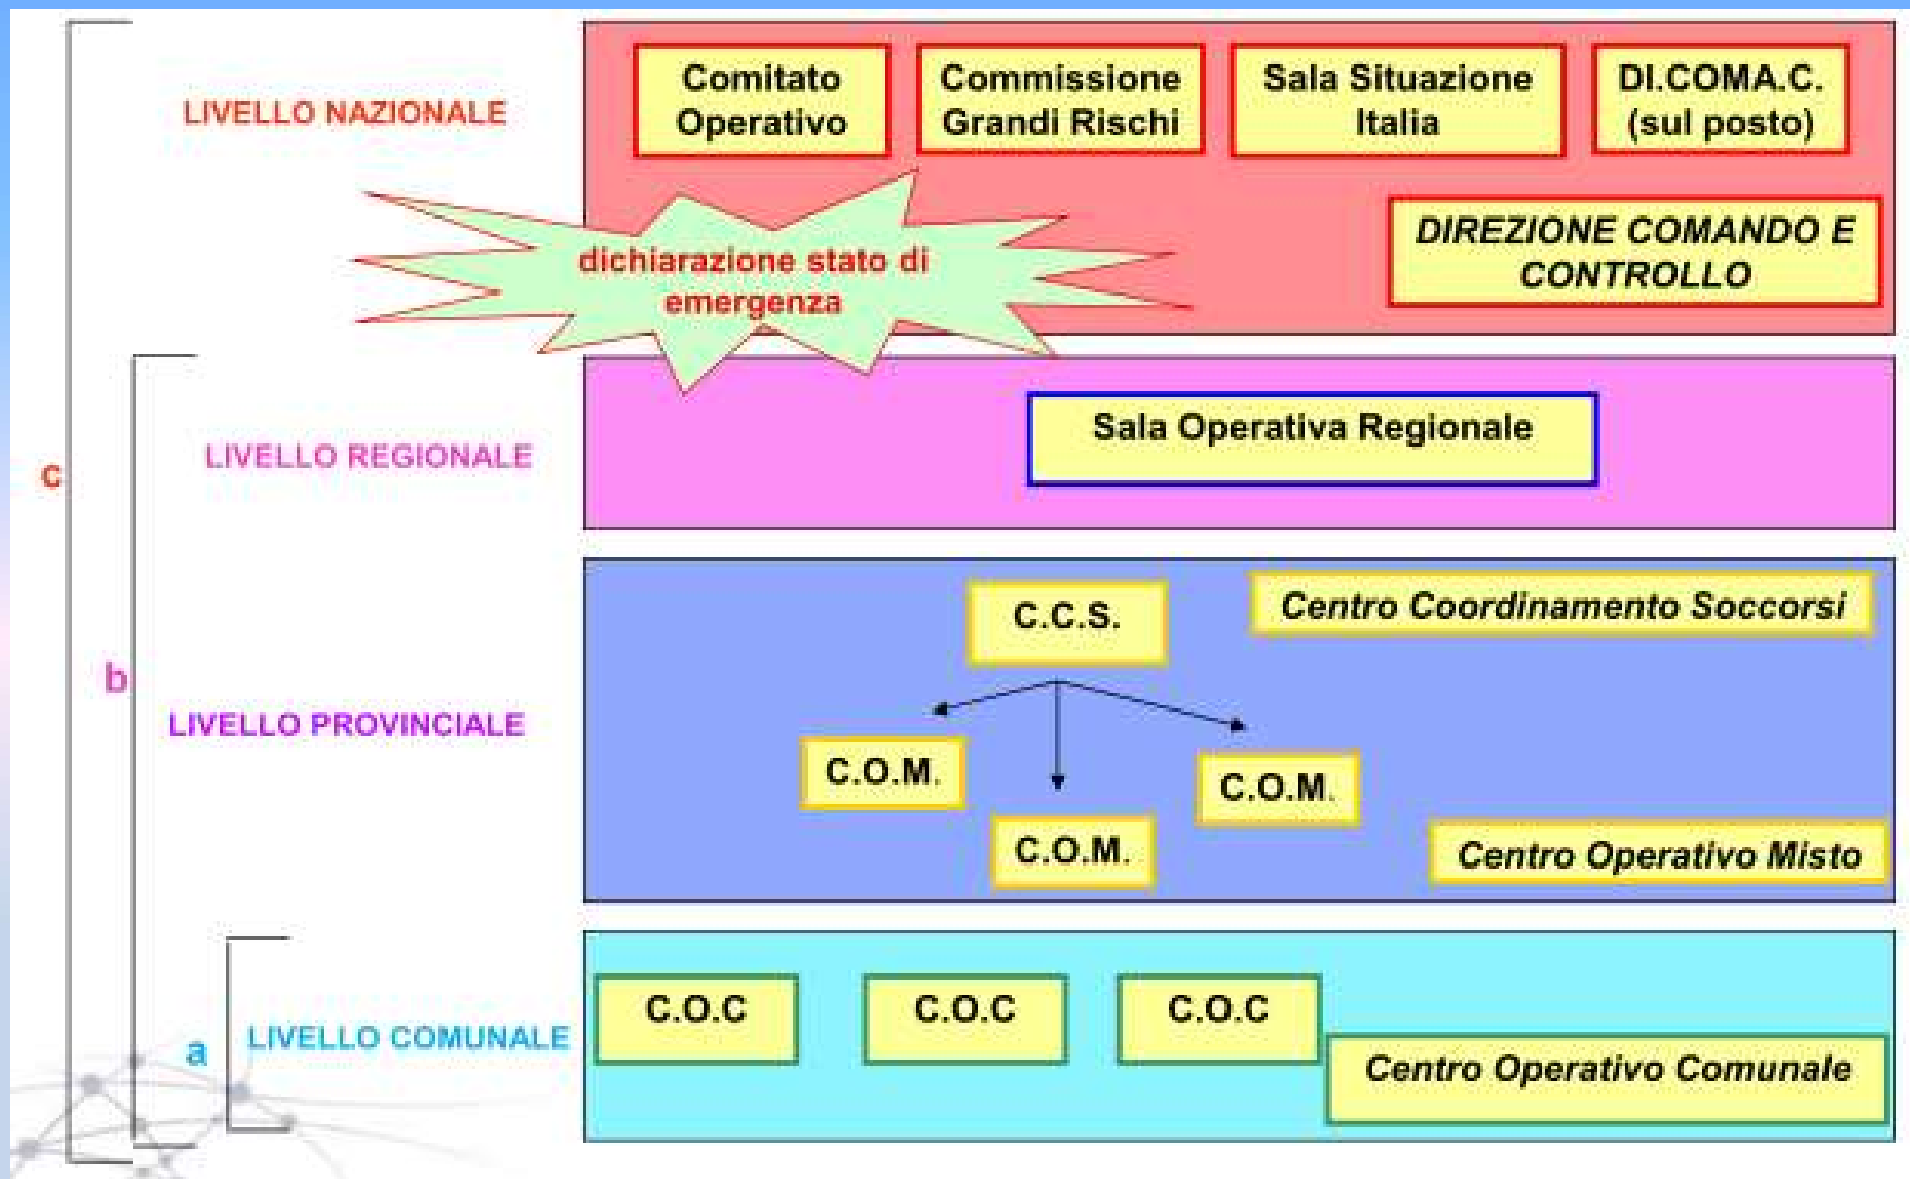 LIVELLO NAZIONALE
Comitato
Operativo
Commissione
Grandi Rischi
Sala Situazione
Italia
DI.COMA.C.
(sul posto)
DIREZIONE COMANDO E
CONTROLLO
dichiarazione stato di
emergenza
c
LIVELLO REGIONALE
Sala Operativa Regionale
b
LIVELLO PROVINCIALE
C.C.S.
Centro Coordinamento Soccorsi
C.O.M.
C.O.M.
C.O.M.
Centro Operativo Misto
a
LIVELLO COMUNALE
C.O.C
C.O.C
C.O.C
Centro Operativo Comunale